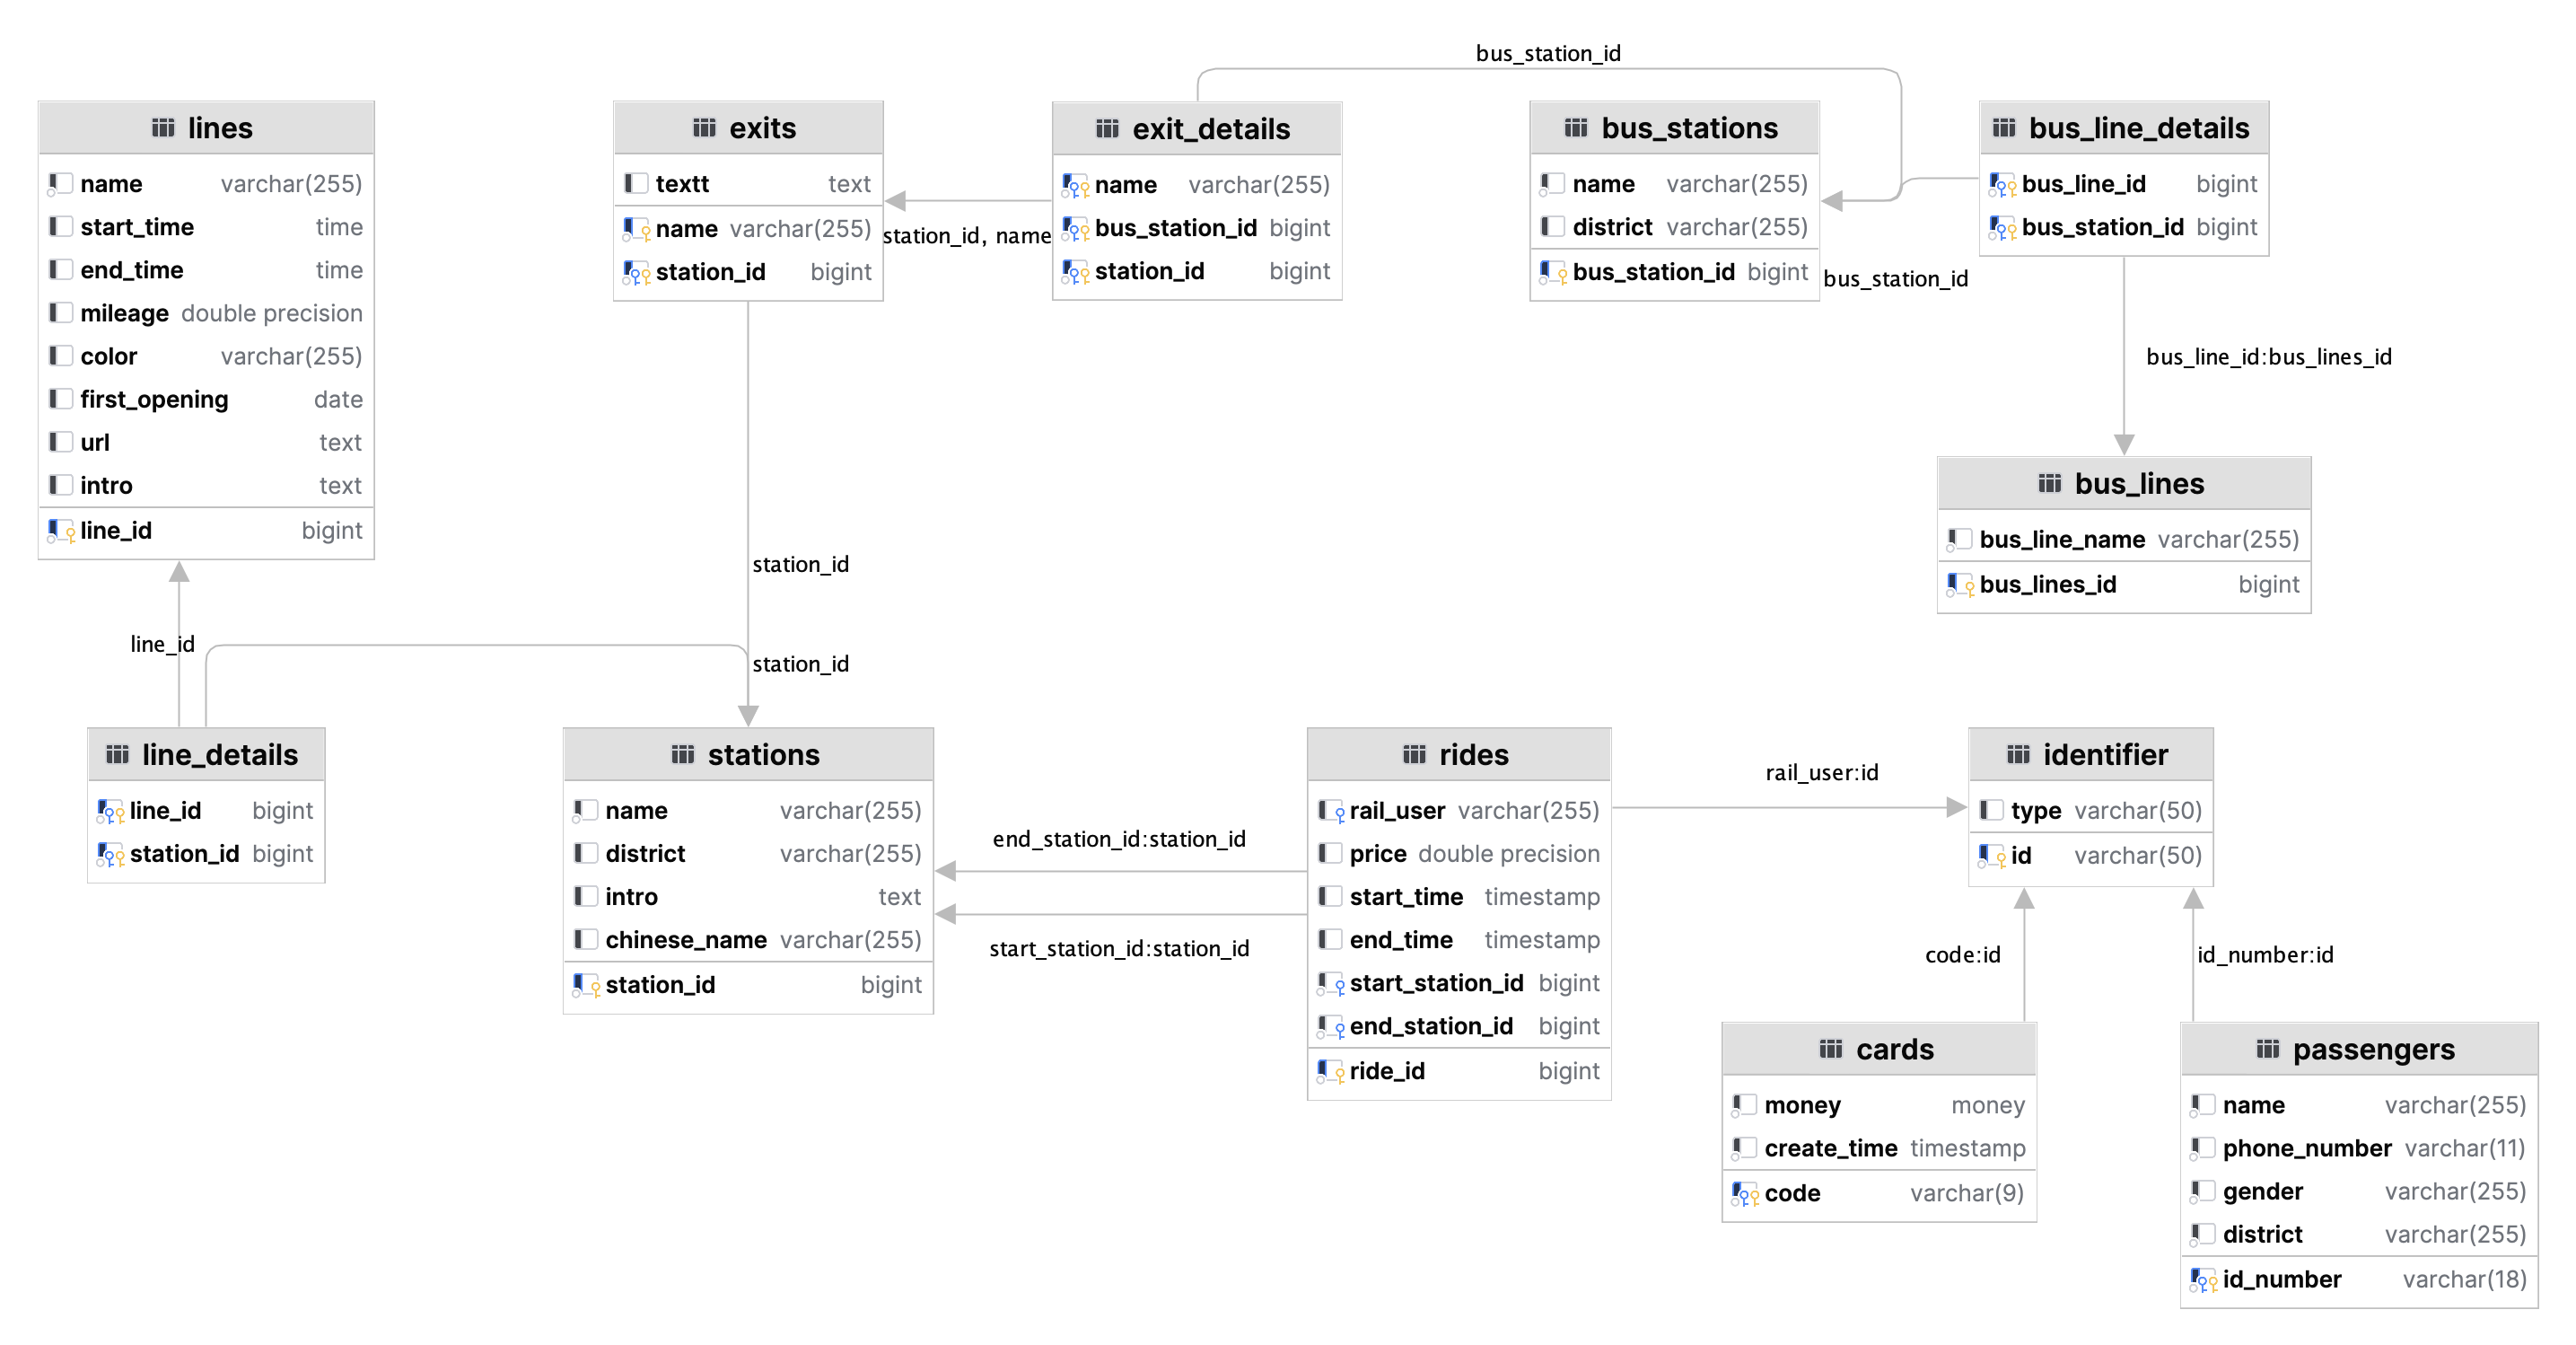 bus_station_id
lines
name varchar(255)
start_time time
end_time time
mileage double precision
color varchar(255)
first_opening date
url text
intro text
line_id bigint
exits
textt text
name varchar(255)
station_id bigint
station_id, name
exit_details
name varchar(255)
bus_station_id bigint
station_id bigint
bus_stations
name varchar(255)
district varchar(255)
bus_station_id bigint
bus_station_id
bus_line_details
bus_line_id bigint
bus_station_id bigint
bus_line_id:bus_lines_id
bus_lines
bus_line_name varchar(255)
bus_lines_id bigint
station_id
line_id
station_id
line_details
line_id bigint
station_id bigint
stations
name varchar(255)
district varchar(255)
intro text
chinese_name varchar(255)
station_id bigint
end_station_id:station_id
start_station_id:station_id
rides
rail_user varchar(255)
price double precision
start_time timestamp
end_time timestamp
start_station_id bigint
end_station_id bigint
ride_id bigint
rail_user:id
identifier
type varchar(50)
id varchar(50)
code:id
id_number:id
cards
money money
create_time timestamp
code varchar(9)
passengers
name varchar(255)
phone_number varchar(11)
gender varchar(255)
district varchar(255)
id_number varchar(18)